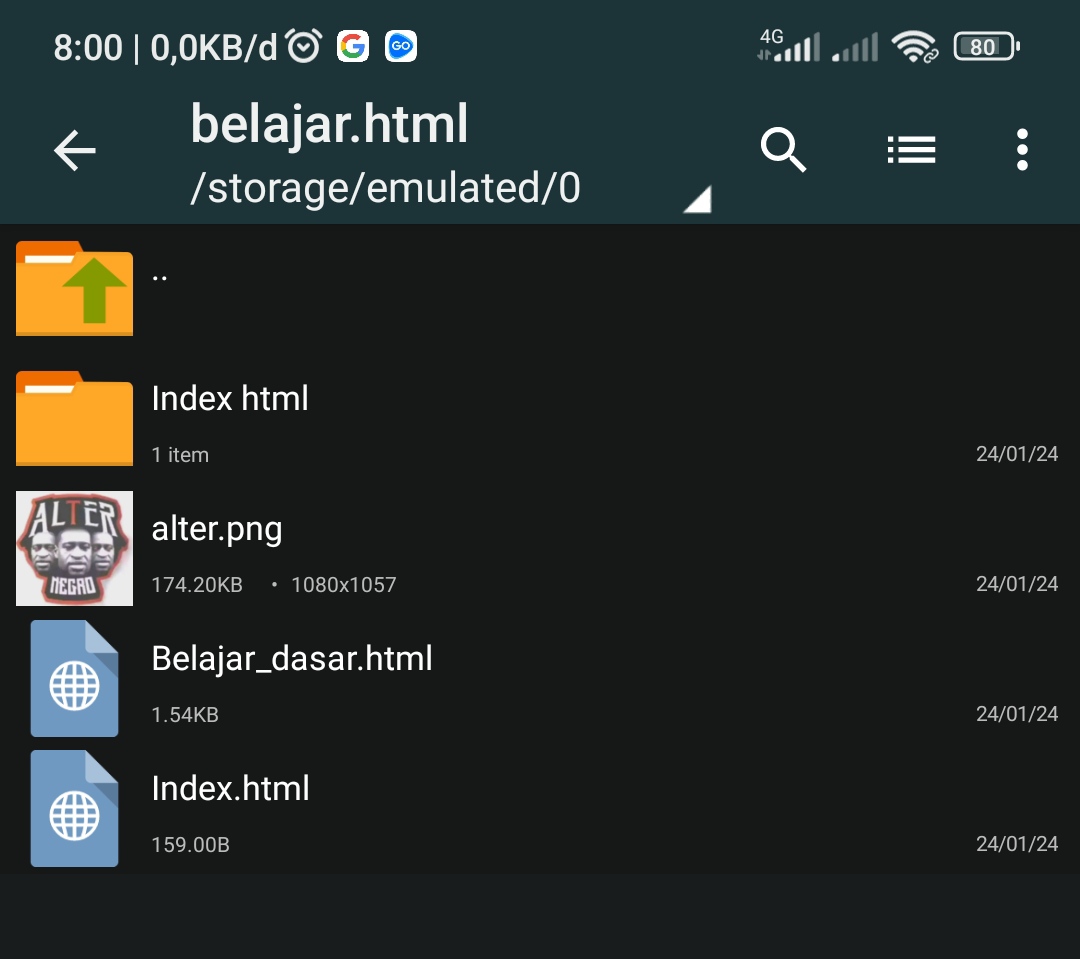 8:00 | 0,0KB/d GO 4G 80
belajar.html
/storage/emulated/0
..
Index html
1 item 24/01/24
ALTER
NEGRO
alter.png
174.20KB • 1080x1057 24/01/24
Belajar_dasar.html
1.54KB 24/01/24
Index.html
159.00B 24/01/24